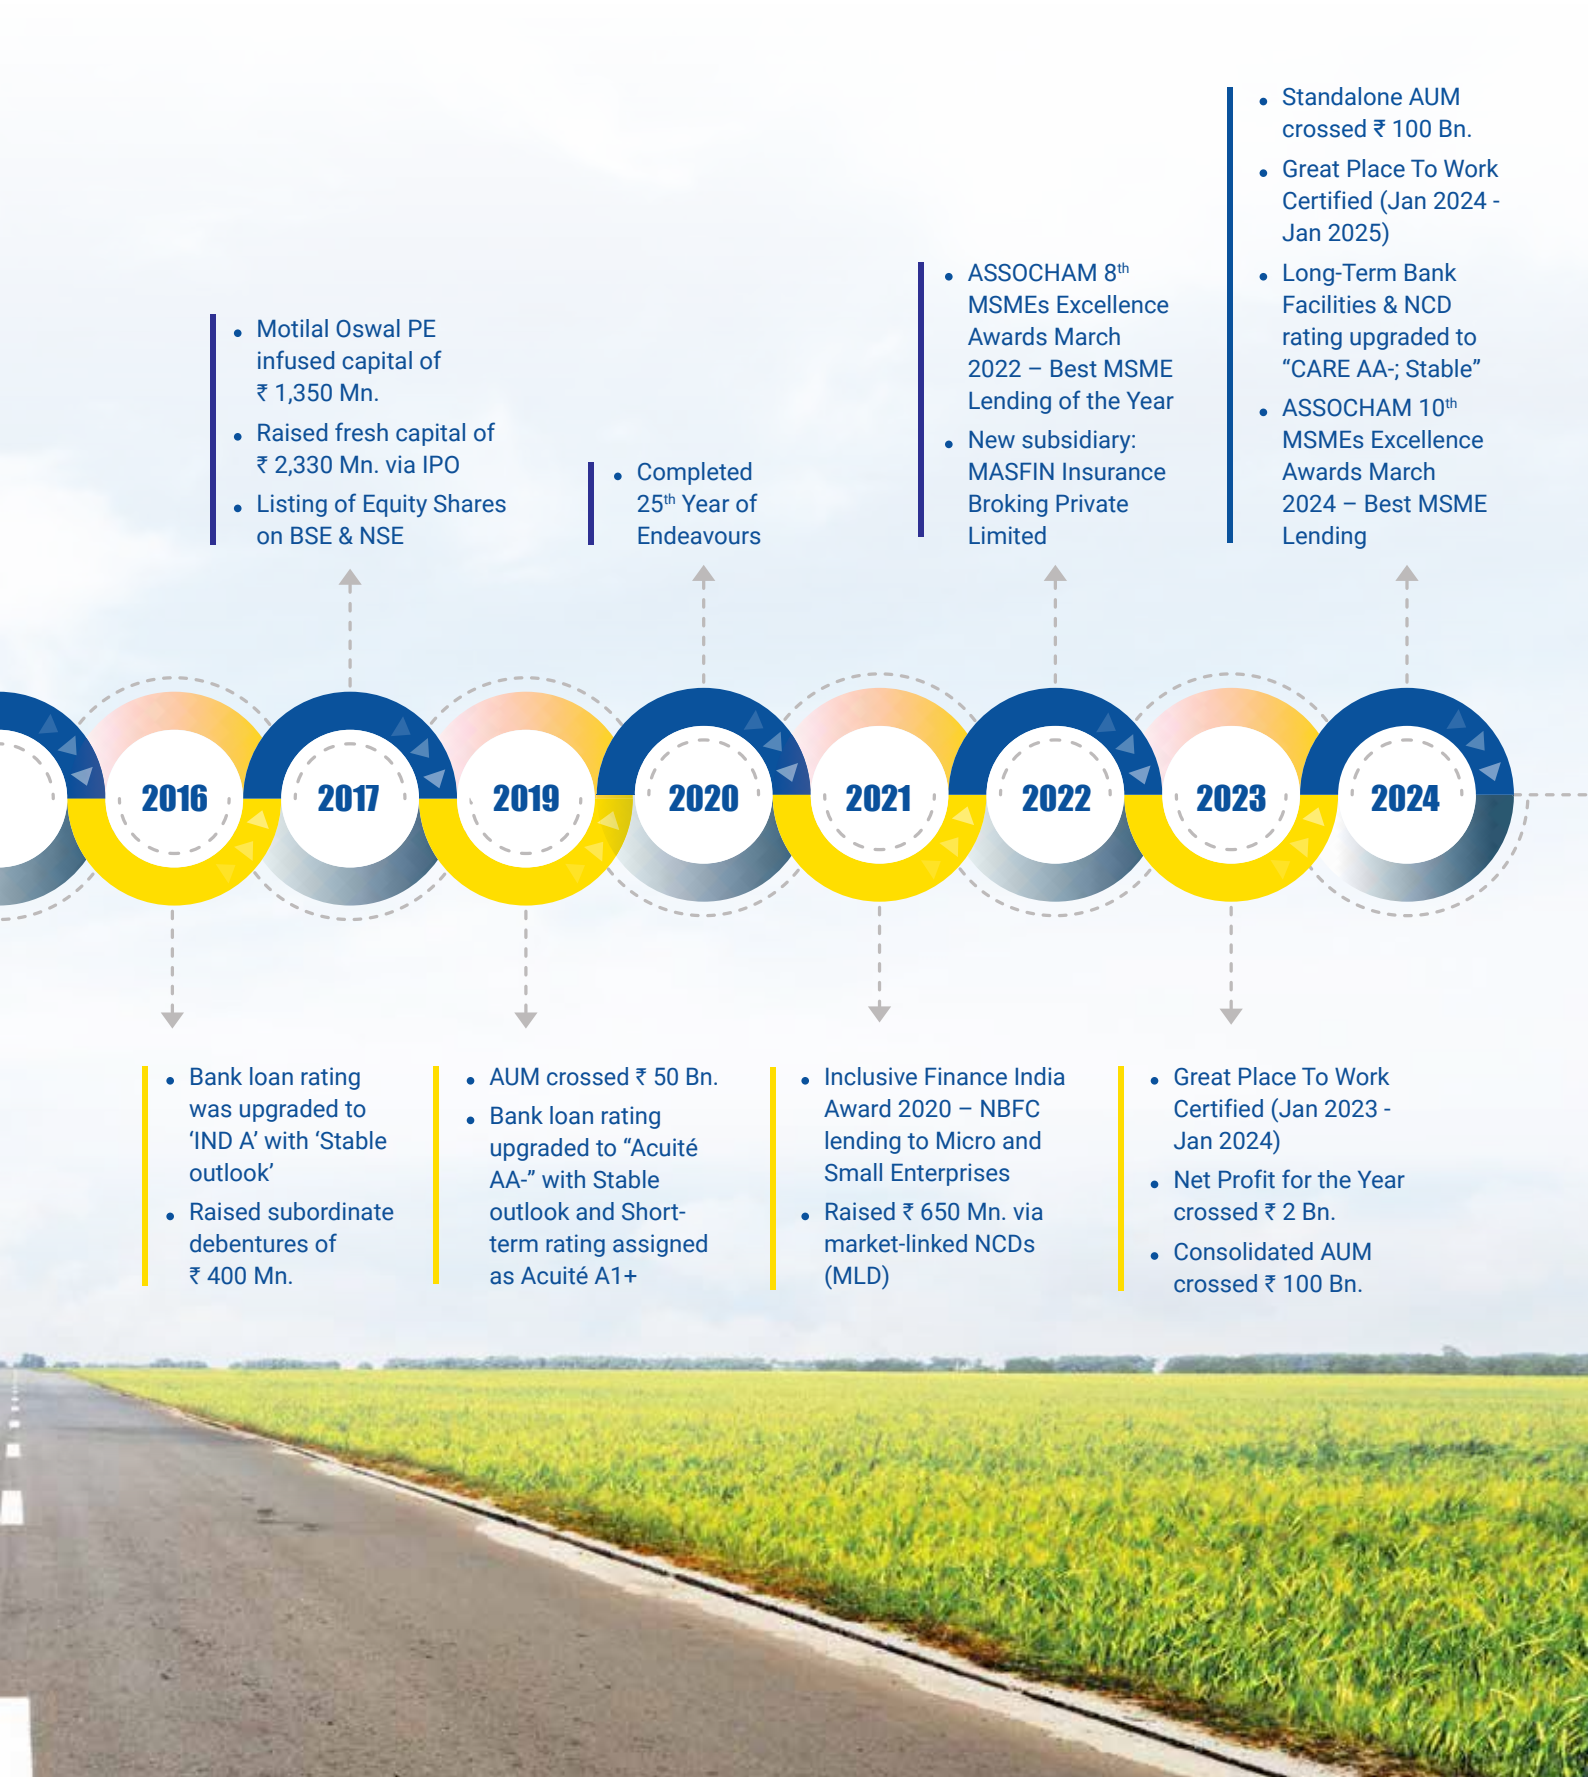 • Standalone AUM
crossed ₹ 100 Bn.
• Great Place To Work
Certified (Jan 2024 -
Jan 2025)
• Long-Term Bank
Facilities & NCD
rating upgraded to
“CARE AA-; Stable”
• ASSOCHAM 10th
MSMEs Excellence
Awards March
2024 – Best MSME
Lending
• ASSOCHAM 8th
MSMEs Excellence
Awards March
2022 – Best MSME
Lending of the Year
• New subsidiary:
MASFIN Insurance
Broking Private
Limited
• Motilal Oswal PE
infused capital of
₹ 1,350 Mn.
• Raised fresh capital of
₹ 2,330 Mn. via IPO
• Listing of Equity Shares
on BSE & NSE
• Completed
25th Year of
Endeavours
2016
2017
2019
2020
2021
2022
2023
2024
• Bank loan rating
was upgraded to
‘IND A’ with ‘Stable
outlook’
• Raised subordinate
debentures of
₹ 400 Mn.
• AUM crossed ₹ 50 Bn.
• Bank loan rating
upgraded to “Acuité
AA-” with Stable
outlook and Short-
term rating assigned
as Acuité A1+
• Inclusive Finance India
Award 2020 – NBFC
lending to Micro and
Small Enterprises
• Raised ₹ 650 Mn. via
market-linked NCDs
(MLD)
• Great Place To Work
Certified (Jan 2023 -
Jan 2024)
• Net Profit for the Year
crossed ₹ 2 Bn.
• Consolidated AUM
crossed ₹ 100 Bn.